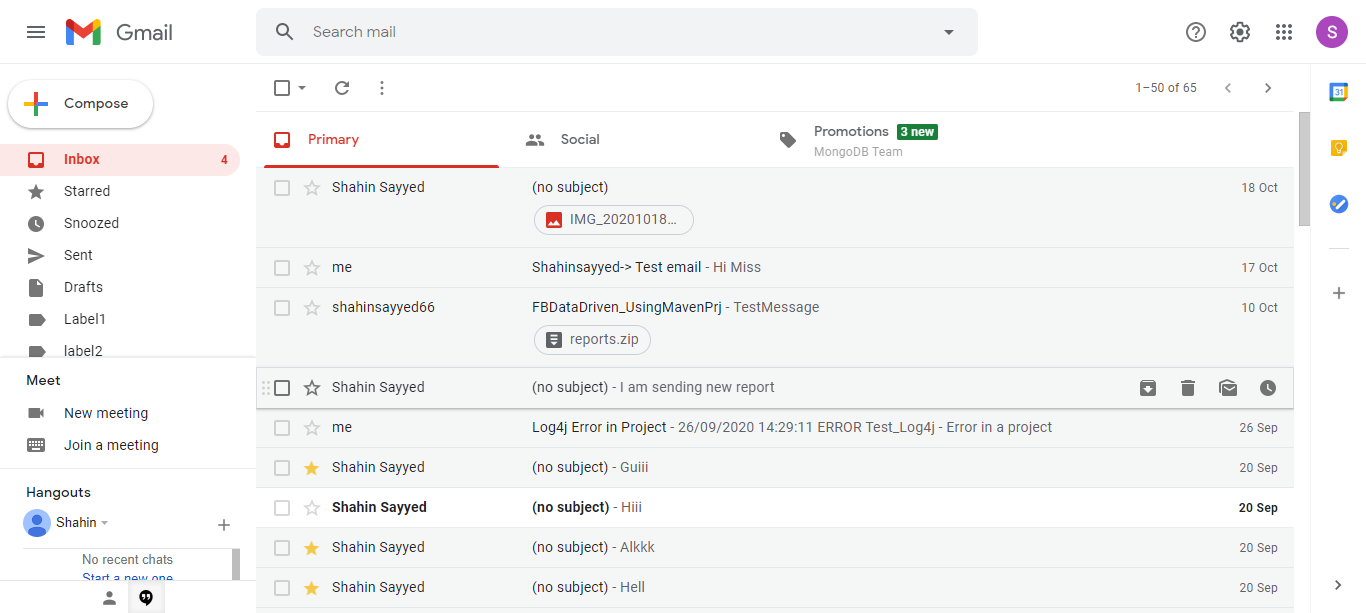 Gmail
Search mail
S
Compose
1–50 of 65
31
Primary
Social
Promotions 3 new
MongoDB Team
Inbox 4
Starred
Snoozed
Sent
Drafts
Label1
label2
Meet
New meeting
Join a meeting
Hangouts
Shahin
No recent chats
Start a new one
Shahin Sayyed (no subject) 18 Oct
IMG_20201018...
me Shahinsayyed-> Test email - Hi Miss 17 Oct
shahinsayyed66 FBDataDriven_UsingMavenPrj - TestMessage 10 Oct
reports.zip
Shahin Sayyed (no subject) - I am sending new report
me Log4j Error in Project - 26/09/2020 14:29:11 ERROR Test_Log4j - Error in a project 26 Sep
Shahin Sayyed (no subject) - Guiii 20 Sep
Shahin Sayyed (no subject) - Hiii 20 Sep
Shahin Sayyed (no subject) - Alkkk 20 Sep
Shahin Sayyed (no subject) - Hell 20 Sep